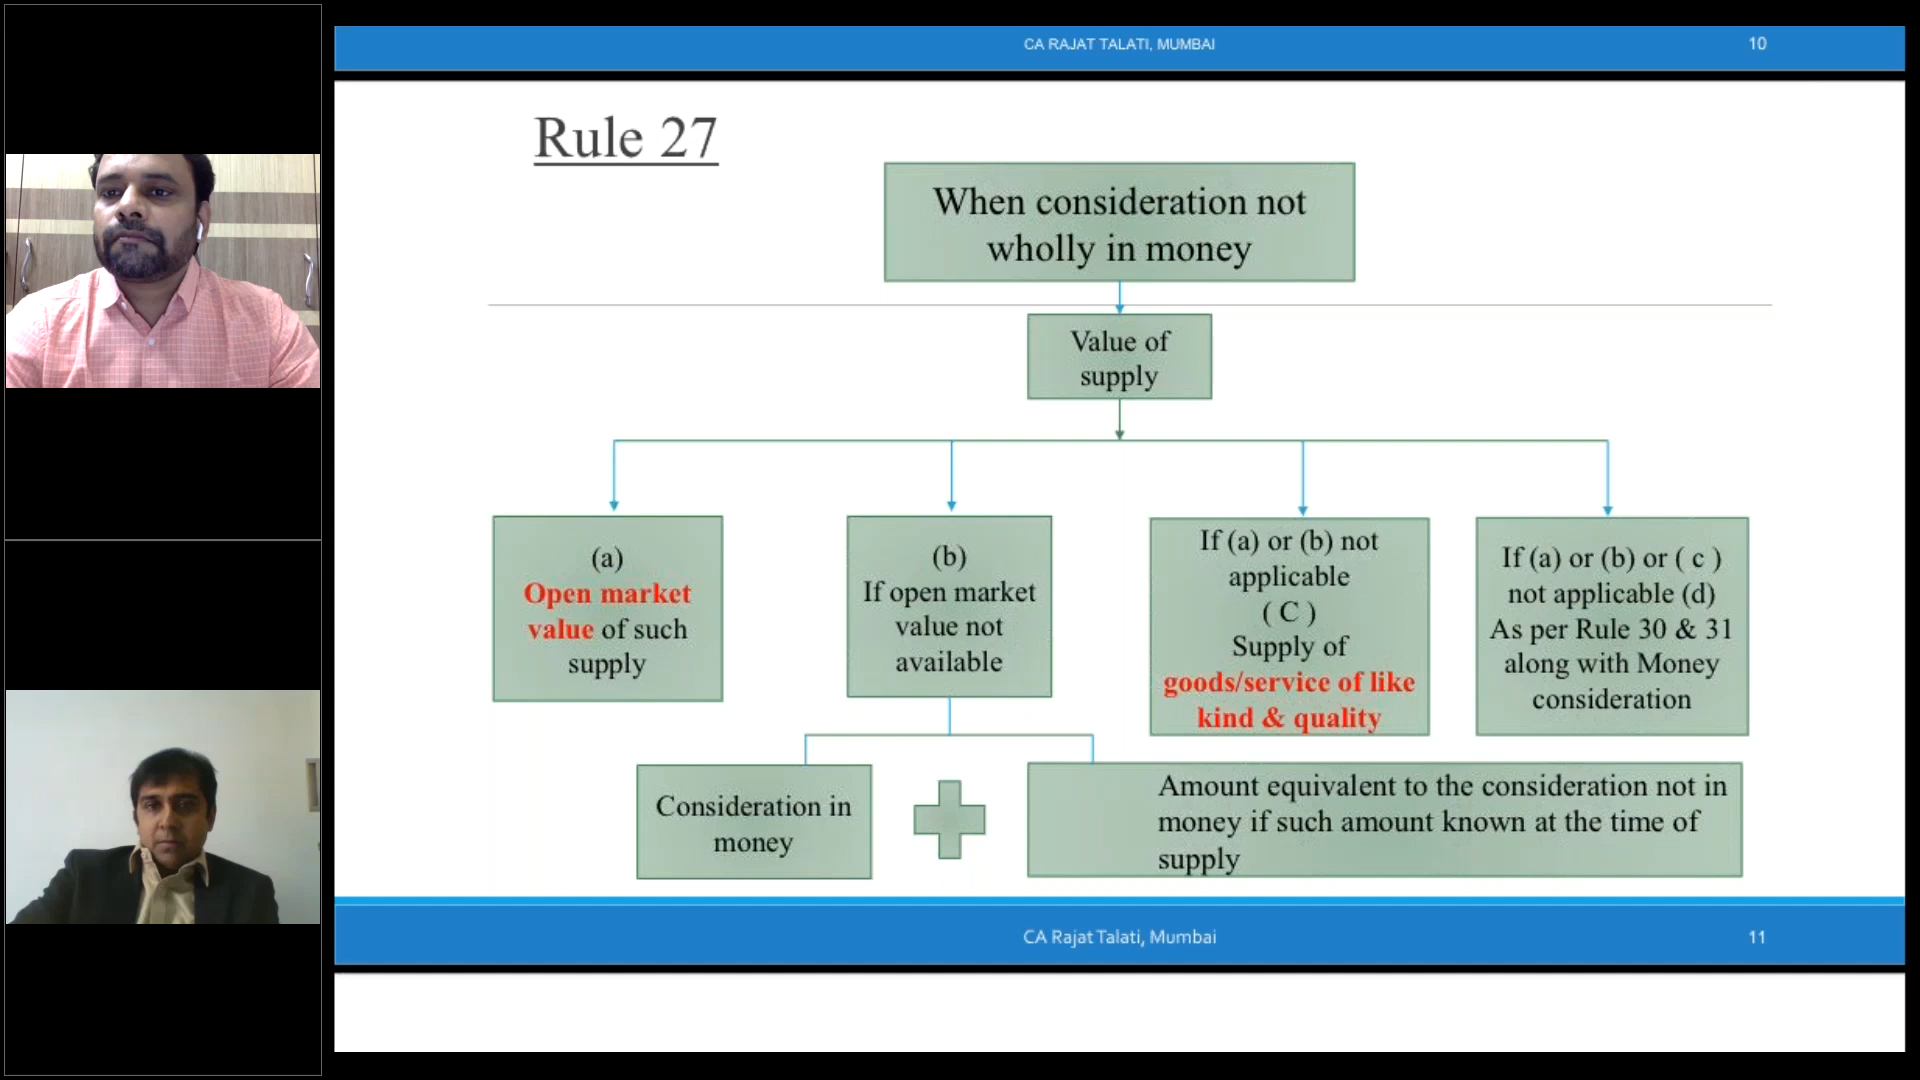 CA RAJAT TALATI, MUMBAI
10
Rule 27
When consideration not
wholly in money
Value of
supply
(a)
Open market
value of such
supply
(b)
If open market
value not
available
If (a) or (b) not
applicable
( C )
Supply of
goods/service of like
kind & quality
If (a) or (b) or ( c )
not applicable (d)
As per Rule 30 & 31
along with Money
consideration
Consideration in
money
Amount equivalent to the consideration not in
money if such amount known at the time of
supply
CA Rajat Talati, Mumbai
11